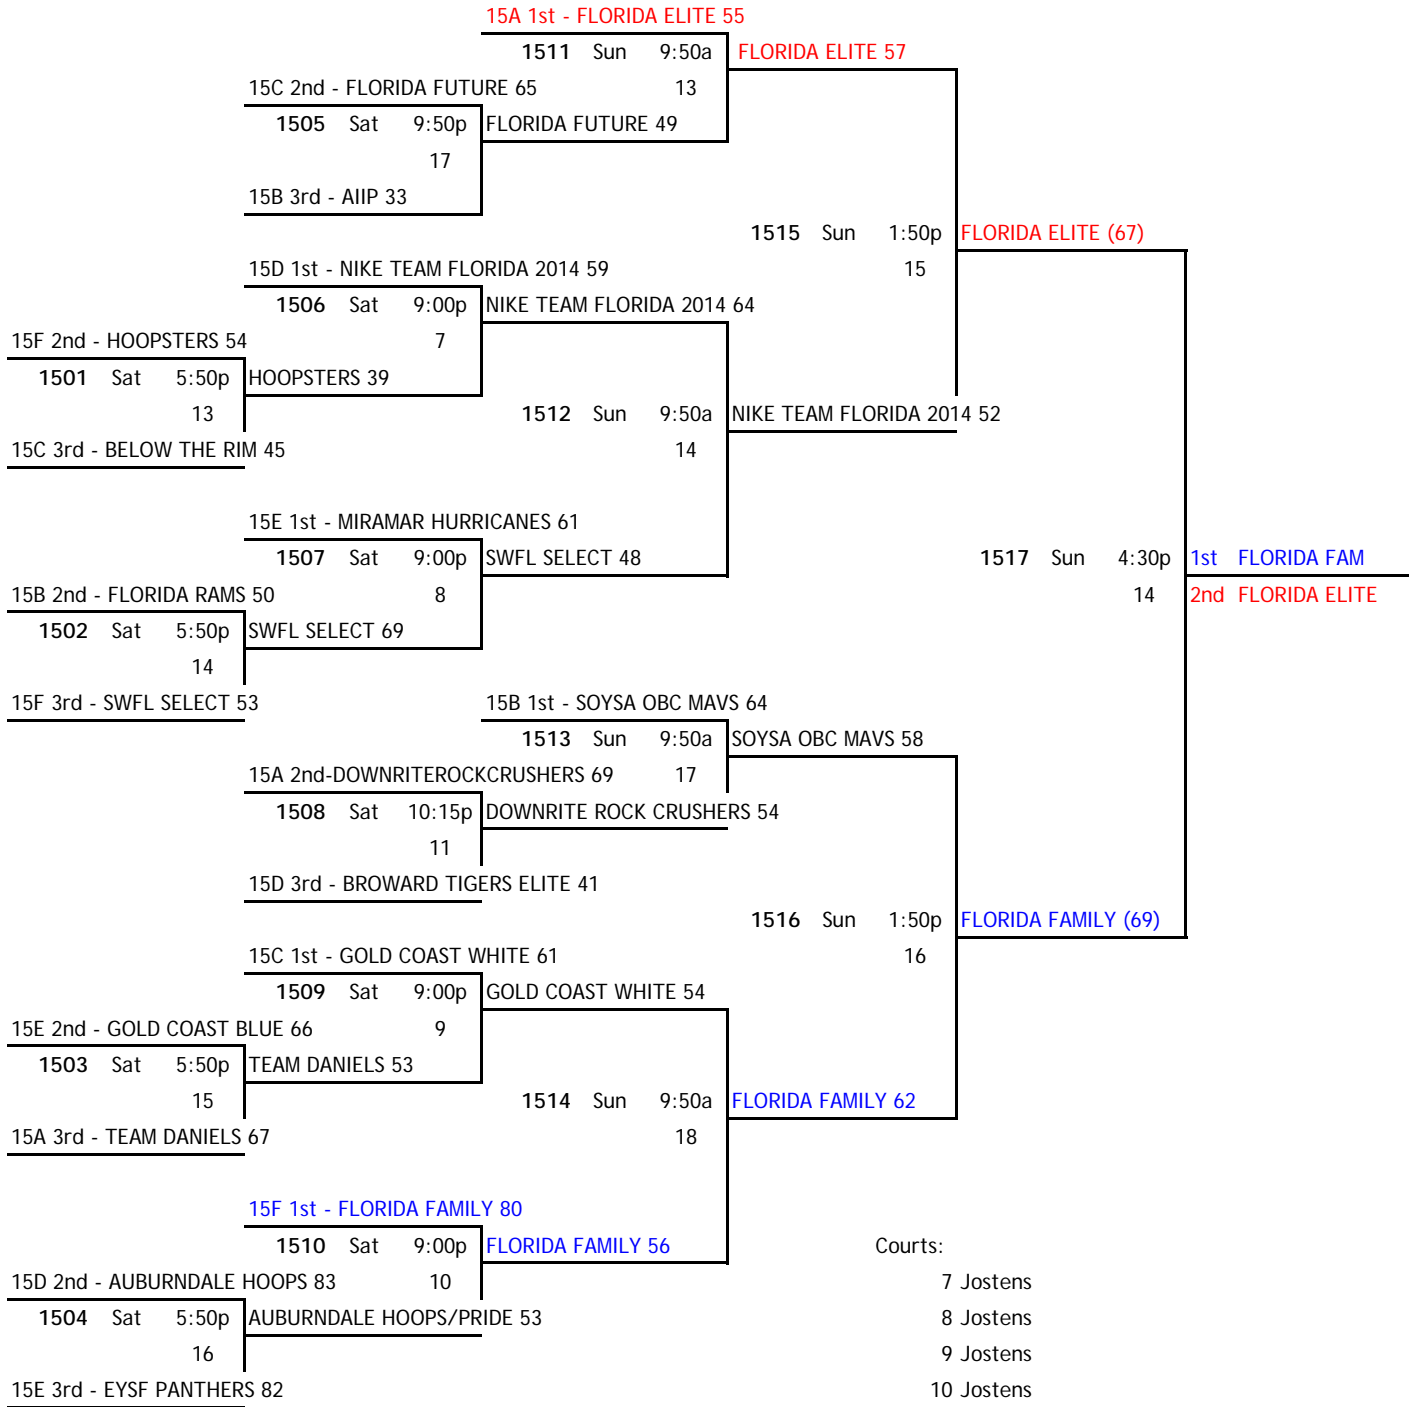 15A 1st - FLORIDA ELITE 55
1511 Sun 9:50a FLORIDA ELITE 57
15C 2nd - FLORIDA FUTURE 65 13
1505 Sat 9:50p FLORIDA FUTURE 49
17
15B 3rd - AIIP 33
1515 Sun 1:50p FLORIDA ELITE (67)
15D 1st - NIKE TEAM FLORIDA 2014 59 15
1506 Sat 9:00p NIKE TEAM FLORIDA 2014 64
15F 2nd - HOOPSTERS 54 7
1501 Sat 5:50p HOOPSTERS 39
13 1512 Sun 9:50a NIKE TEAM FLORIDA 2014 52
15C 3rd - BELOW THE RIM 45 14
15E 1st - MIRAMAR HURRICANES 61
1507 Sat 9:00p SWFL SELECT 48 1517 Sun 4:30p 1st FLORIDA FAM
15B 2nd - FLORIDA RAMS 50 8 14 2nd FLORIDA ELITE
1502 Sat 5:50p SWFL SELECT 69
14
15F 3rd - SWFL SELECT 53 15B 1st - SOYSA OBC MAVS 64
1513 Sun 9:50a SOYSA OBC MAVS 58
15A 2nd-DOWNRITEROCKCRUSHERS 69 17
1508 Sat 10:15p DOWNRITE ROCK CRUSHERS 54
11
15D 3rd - BROWARD TIGERS ELITE 41
1516 Sun 1:50p FLORIDA FAMILY (69)
15C 1st - GOLD COAST WHITE 61 16
1509 Sat 9:00p GOLD COAST WHITE 54
15E 2nd - GOLD COAST BLUE 66 9
1503 Sat 5:50p TEAM DANIELS 53
15 1514 Sun 9:50a FLORIDA FAMILY 62
15A 3rd - TEAM DANIELS 67 18
15F 1st - FLORIDA FAMILY 80
1510 Sat 9:00p FLORIDA FAMILY 56 Courts:
15D 2nd - AUBURNDALE HOOPS 83 10 7 Jostens
1504 Sat 5:50p AUBURNDALE HOOPS/PRIDE 53 8 Jostens
16 9 Jostens
15E 3rd - EYSF PANTHERS 82 10 Jostens